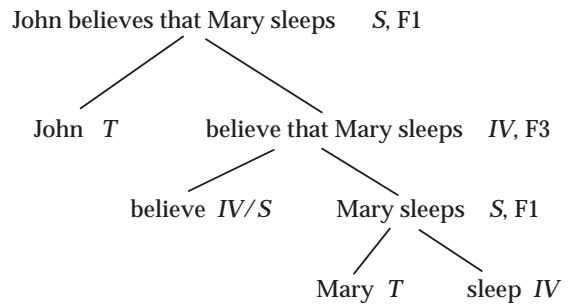 John believes that Mary sleeps S, F1
John T believe that Mary sleeps IV, F3
believe IV/S Mary sleeps S, F1
Mary T sleep IV